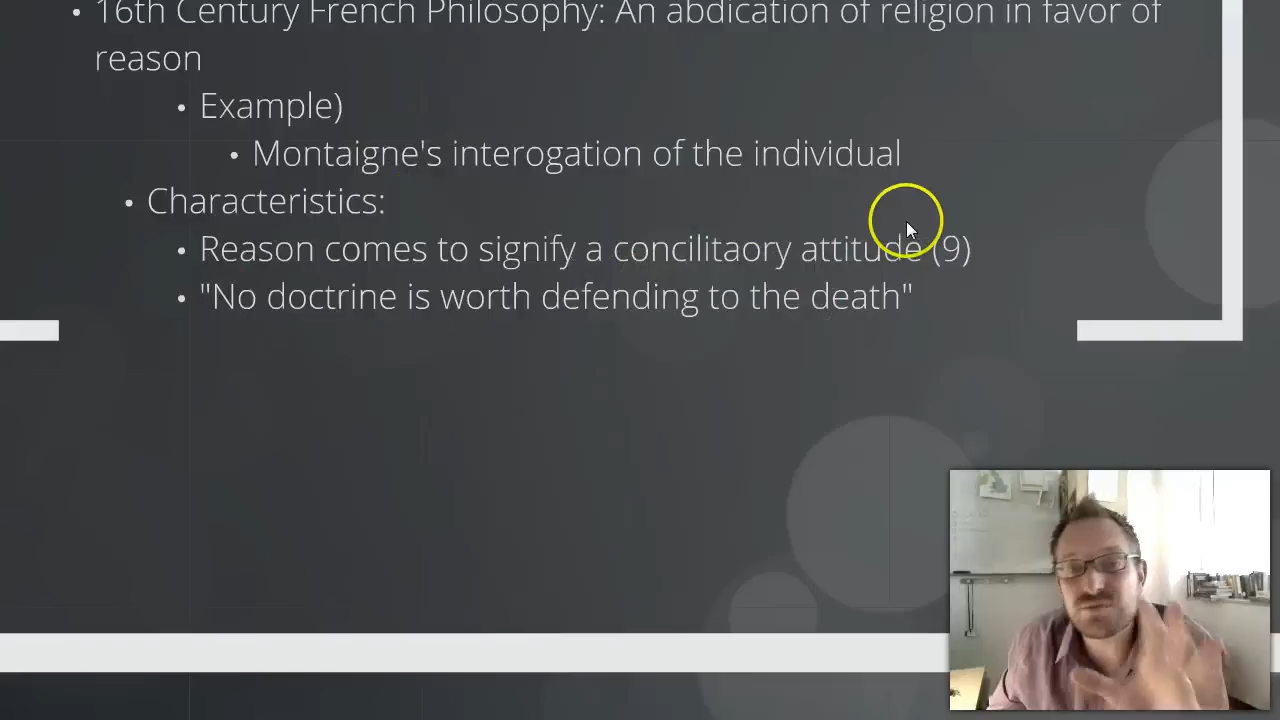 • 16th Century French Philosophy: An abdication of religion in favor of
reason
• Example)
• Montaigne's interogation of the individual
• Characteristics:
• Reason comes to signify a concilitaory attitude (9)
• "No doctrine is worth defending to the death"